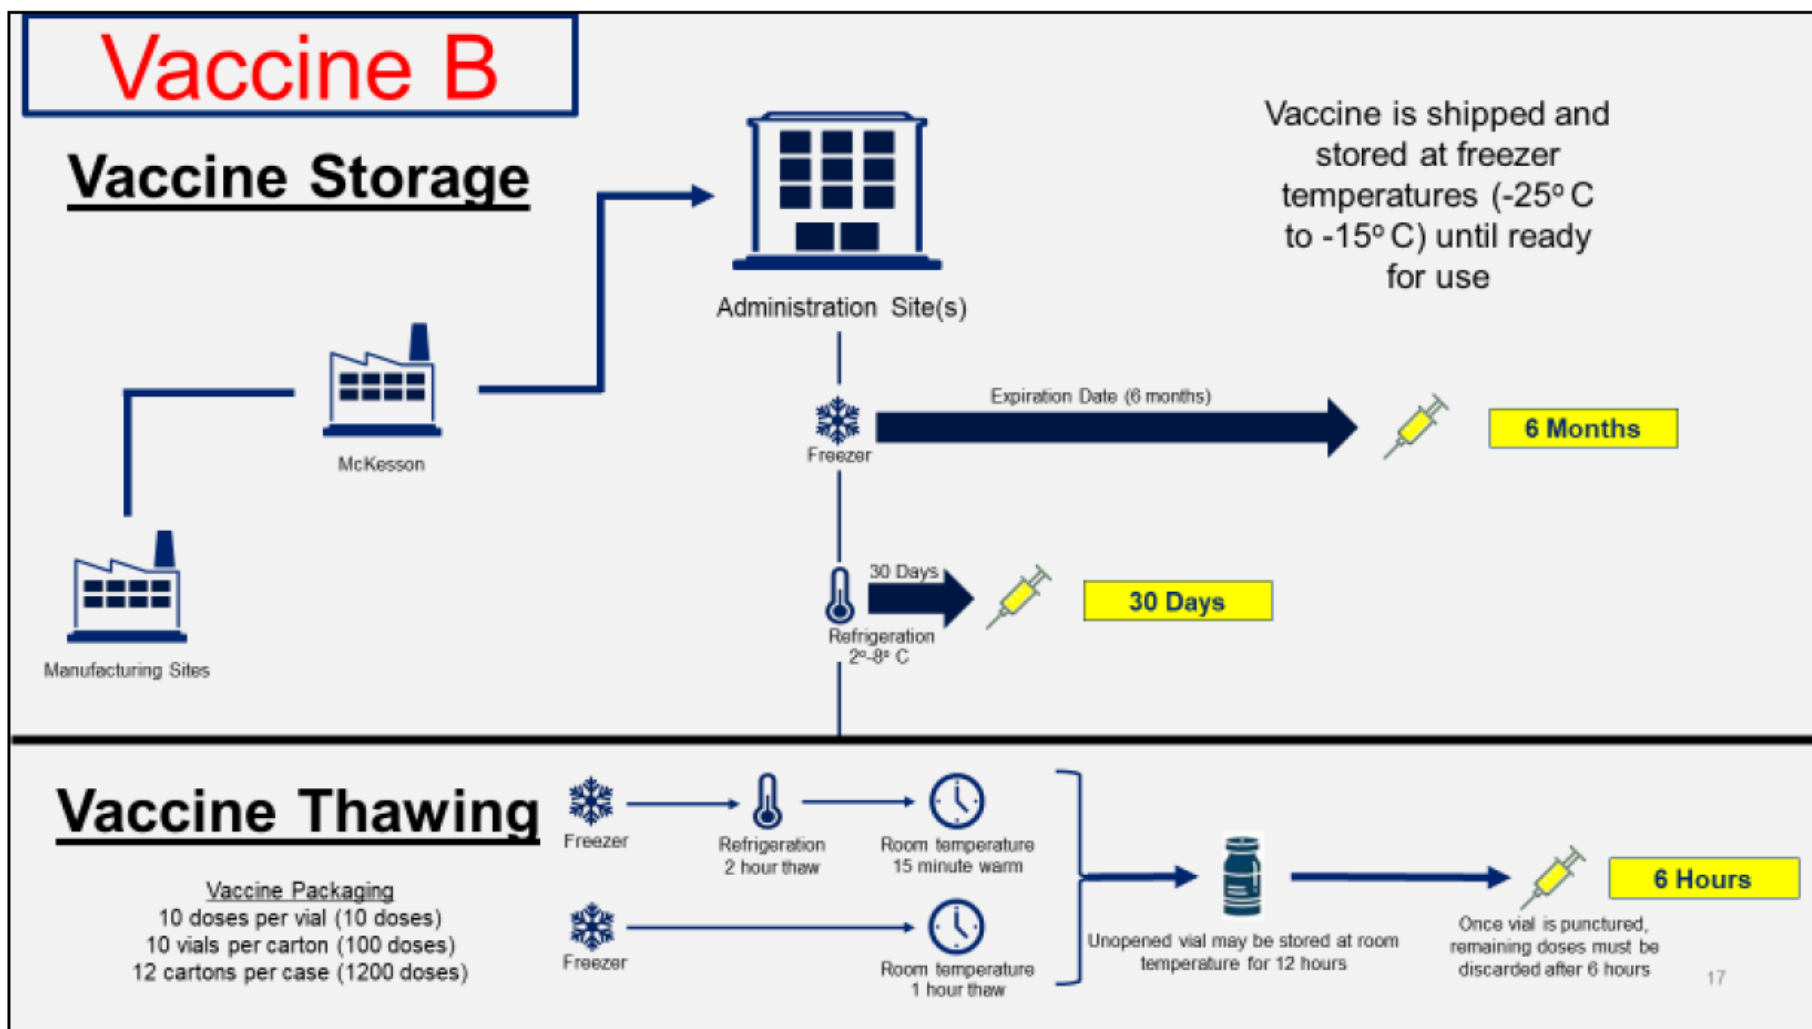 Vaccine B
Vaccine Storage
Vaccine is shipped and
stored at freezer
temperatures (-25º C
to -15º C) until ready
for use
Administration Site(s)
McKesson
Manufacturing Sites
Expiration Date (6 months)
Freezer
6 Months
30 Days
Refrigeration
2º-8º C
30 Days
Vaccine Thawing
Freezer
Refrigeration
2 hour thaw
Room temperature
15 minute warm
Vaccine Packaging
10 doses per vial (10 doses)
10 vials per carton (100 doses)
12 cartons per case (1200 doses)
Freezer
Room temperature
1 hour thaw
Unopened vial may be stored at room
temperature for 12 hours
6 Hours
Once vial is punctured,
remaining doses must be
discarded after 6 hours
17